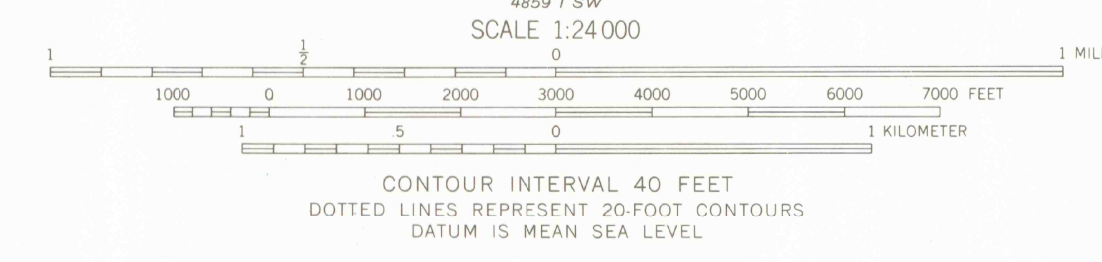 4859 I SW
SCALE 1:24 000
1 1/2 0 1
1000 0 1000 2000 3000 4000 5000 6000 7000 FEET
1 .5 0 1 KILOMETER
CONTOUR INTERVAL 40 FEET
DOTTED LINES REPRESENT 20-FOOT CONTOURS
DATUM IS MEAN SEA LEVEL